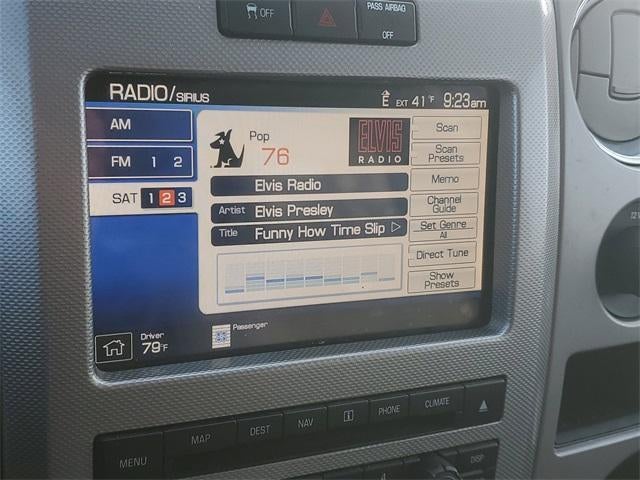 OFF
PASS AIRBAG
OFF
RADIO/SIRIUS
E EXT 41°F 9:23am
AM
FM 1 2
SAT 1 2 3
Pop
76
ELVIS
RADIO
Elvis Radio
Artist Elvis Presley
Title Funny How Time Slip
Scan
Scan
Presets
Memo
Channel
Guide
Set Genre
All
Direct Tune
Show
Presets
Driver
79°F
Passenger
MENU
MAP
DEST
NAV
i
PHONE
CLIMATE
DISP
12V